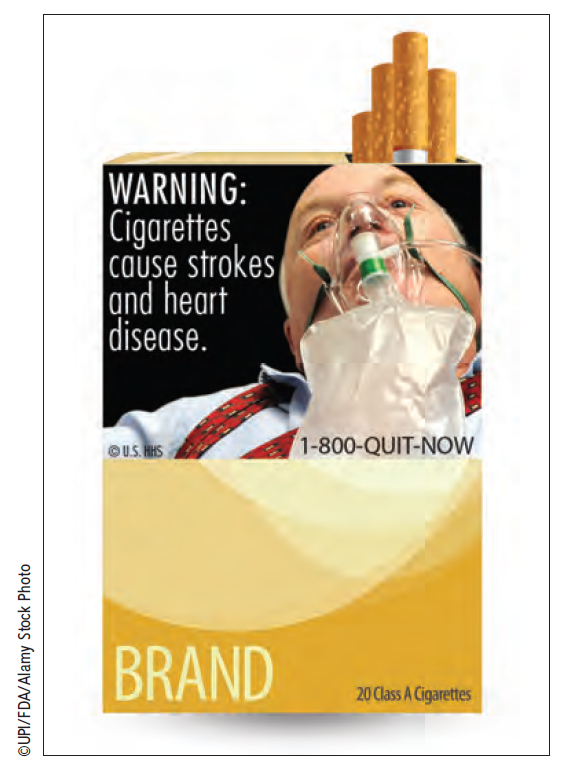 WARNING:
Cigarettes
cause strokes
and heart
disease.
© U.S. HHS
1-800-QUIT-NOW
BRAND
20 Class A Cigarettes
©UPI/FDA/Alamy Stock Photo